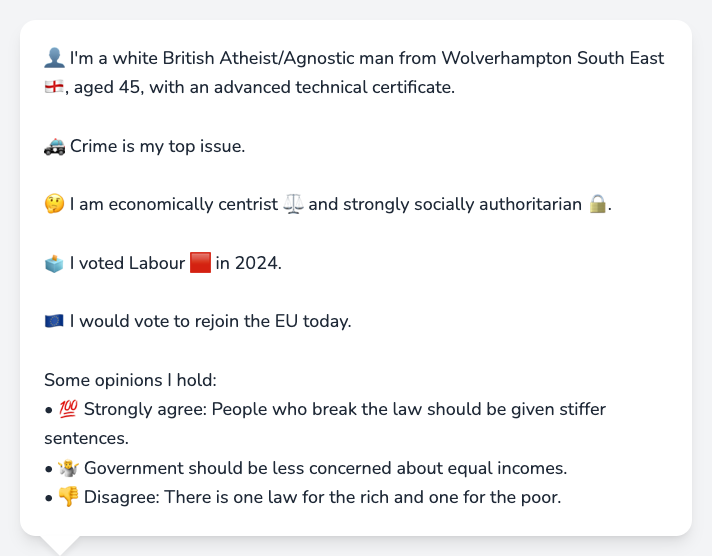 👤 I'm a white British Atheist/Agnostic man from Wolverhampton South East
🏴󠁧󠁢󠁥󠁮󠁧󠁿, aged 45, with an advanced technical certificate.
🚓 Crime is my top issue.
🤔 I am economically centrist ⚖️ and strongly socially authoritarian 🔒.
🗳️ I voted Labour 🟥 in 2024.
🇪🇺 I would vote to rejoin the EU today.
Some opinions I hold:
• 💯 Strongly agree: People who break the law should be given stiffer
sentences.
• 🤷 Government should be less concerned about equal incomes.
• 👎 Disagree: There is one law for the rich and one for the poor.